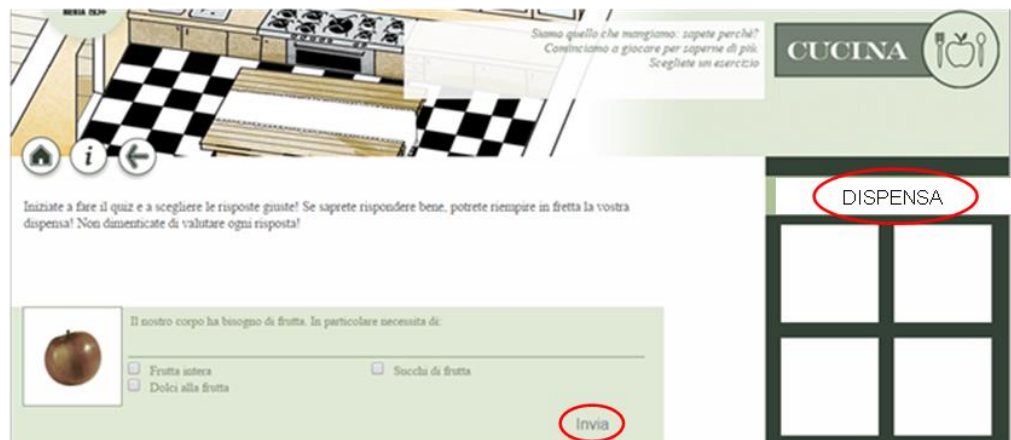 Siamo quello che mangiamo: sapete perchè?
Cominciamo a giocare per saperne di più.
Scegliete un esercizio
CUCINA
i
DISPENSA
Iniziate a fare il quiz e a scegliere le risposte giuste! Se saprete rispondere bene, potrete riempire in fretta la vostra
dispensa! Non dimenticate di valutare ogni risposta!
Il nostro corpo ha bisogno di frutta. In particolare necessita di:
Frutta intera
Succhi di frutta
Dolci alla frutta
Invia